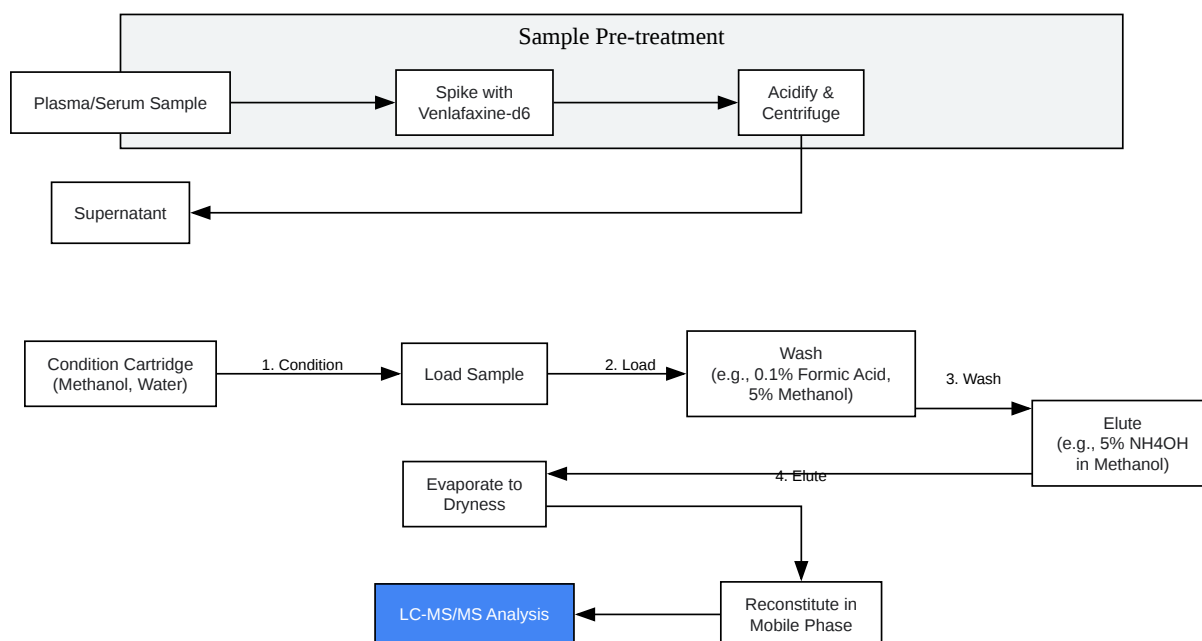 Sample Pre-treatment
Plasma/Serum Sample
Spike with
Venlafaxine-d6
Acidify &
Centrifuge
Supernatant
Condition Cartridge
(Methanol, Water)
1. Condition
Load Sample
2. Load
Wash
(e.g., 0.1% Formic Acid,
5% Methanol)
3. Wash
Elute
(e.g., 5% NH4OH
in Methanol)
4. Elute
Evaporate to
Dryness
Reconstitute in
Mobile Phase
LC-MS/MS Analysis